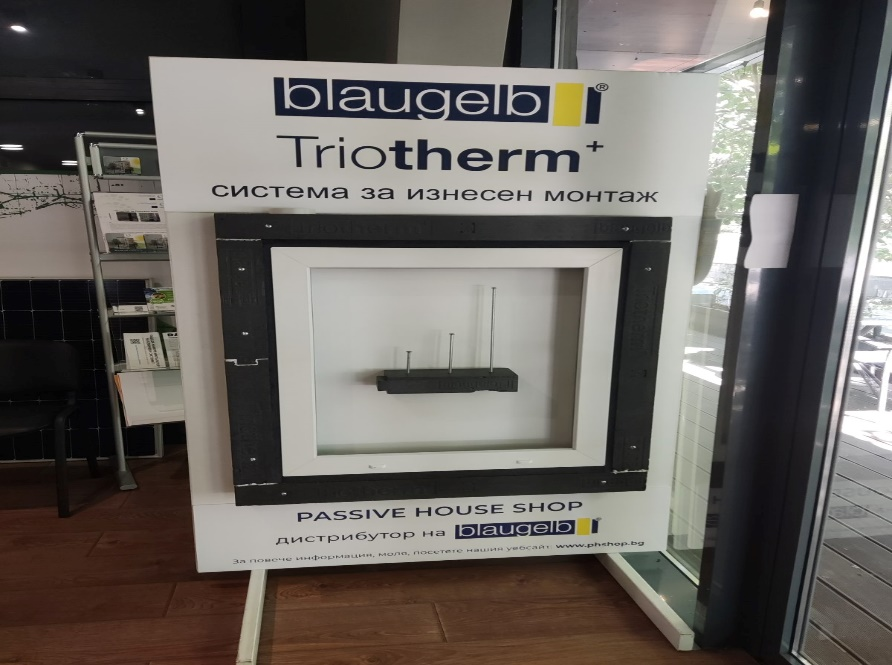 blaugelb®
Triotherm+
система за изнесен монтаж
PASSIVE HOUSE SHOP
дистрибутор на blaugelb
За повече информация, моля, посетете нашия уебсайт: www.phshop.bg